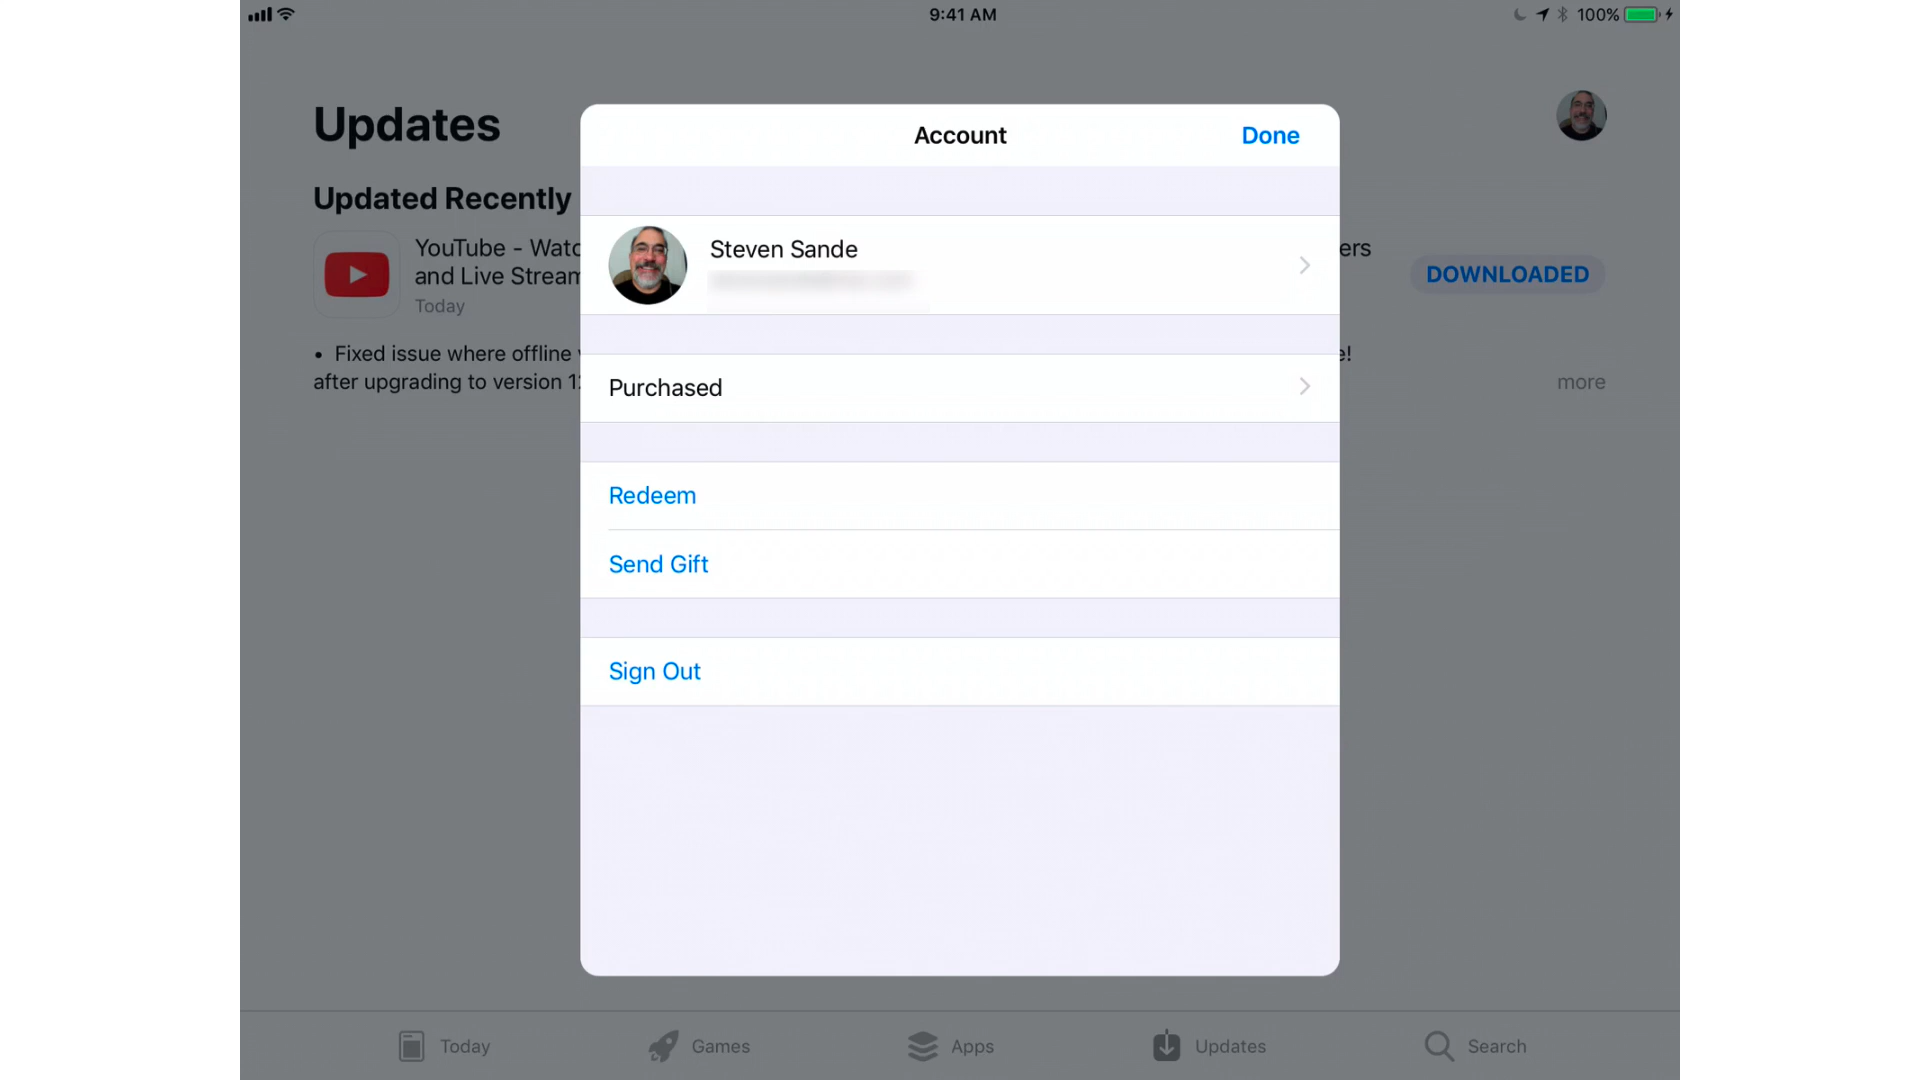 9:41 AM
100%
Updates
Account
Done
Updated Recently
YouTube - Watc
and Live Stream
Today
ers
DOWNLOADED
Steven Sande
• Fixed issue where offline
e!
after upgrading to version 1
more
Purchased
Redeem
Send Gift
Sign Out
Today
Games
Apps
Updates
Search